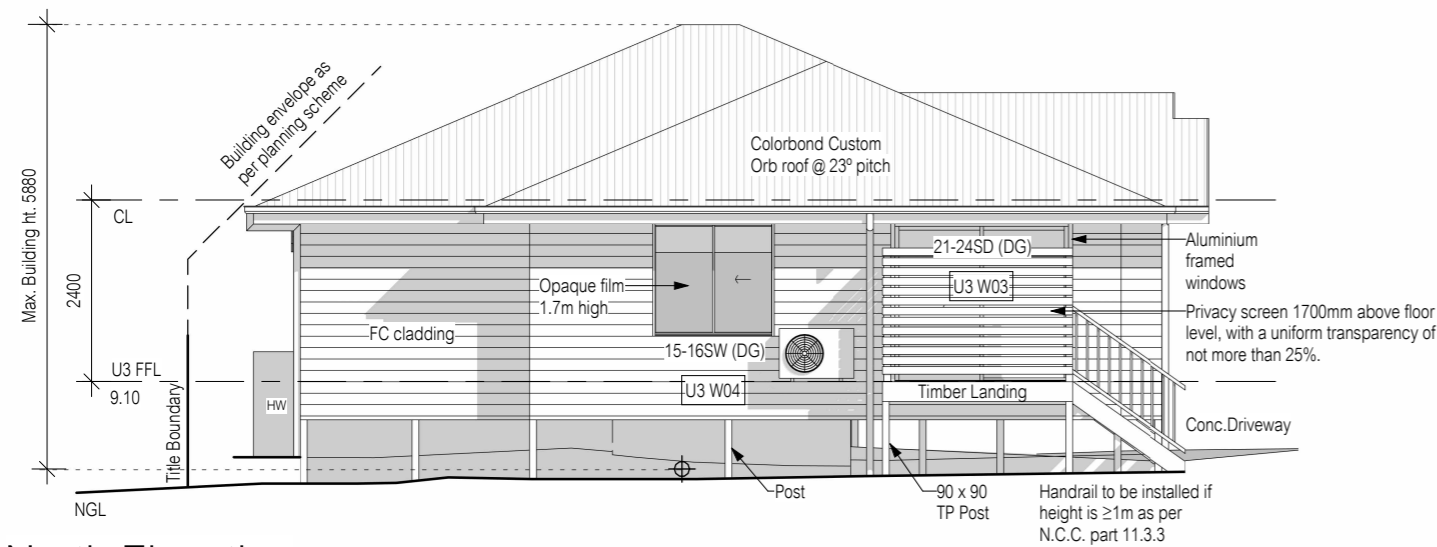 Building envelope as
per planning scheme
Max. Building ht. 5880
2400
CL
Colorbond Custom
Orb roof @ 23º pitch
21-24SD (DG)
U3 W03
Aluminium
framed
windows
Opaque film
1.7m high
Privacy screen 1700mm above floor
level, with a uniform transparency of
not more than 25%.
FC cladding
15-16SW (DG)
U3 FFL
9.10
U3 W04
Timber Landing
HW
Title Boundary
Conc.Driveway
NGL
Post
90 x 90
TP Post
Handrail to be installed if
height is ≥1m as per
N.C.C. part 11.3.3